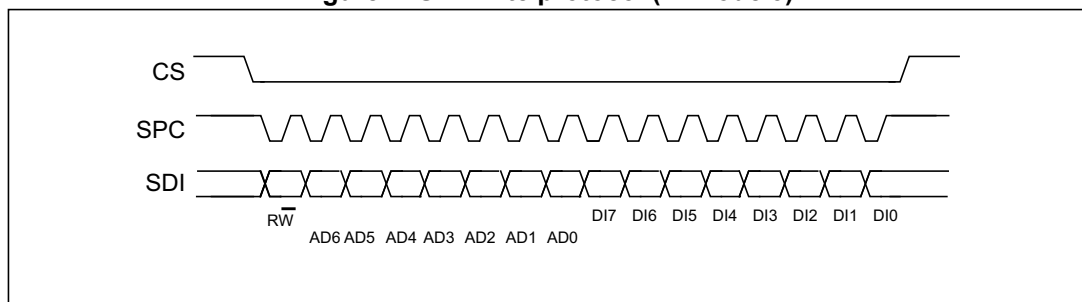 CS
SPC
SDI
RW DI7 DI6 DI5 DI4 DI3 DI2 DI1 DI0
AD6 AD5 AD4 AD3 AD2 AD1 AD0